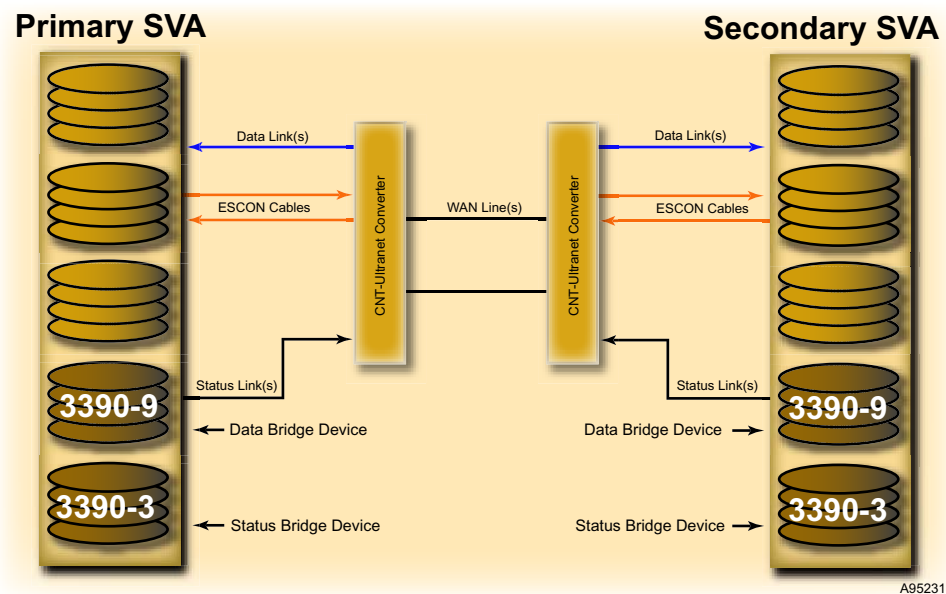 Primary SVA
Secondary SVA
Data Link(s)
Data Link(s)
ESCON Cables
WAN Line(s)
ESCON Cables
CNT-Ultranet Converter
CNT-Ultranet Converter
Status Link(s)
Status Link(s)
3390-9
3390-9
Data Bridge Device
Data Bridge Device
3390-3
3390-3
Status Bridge Device
Status Bridge Device
A95231